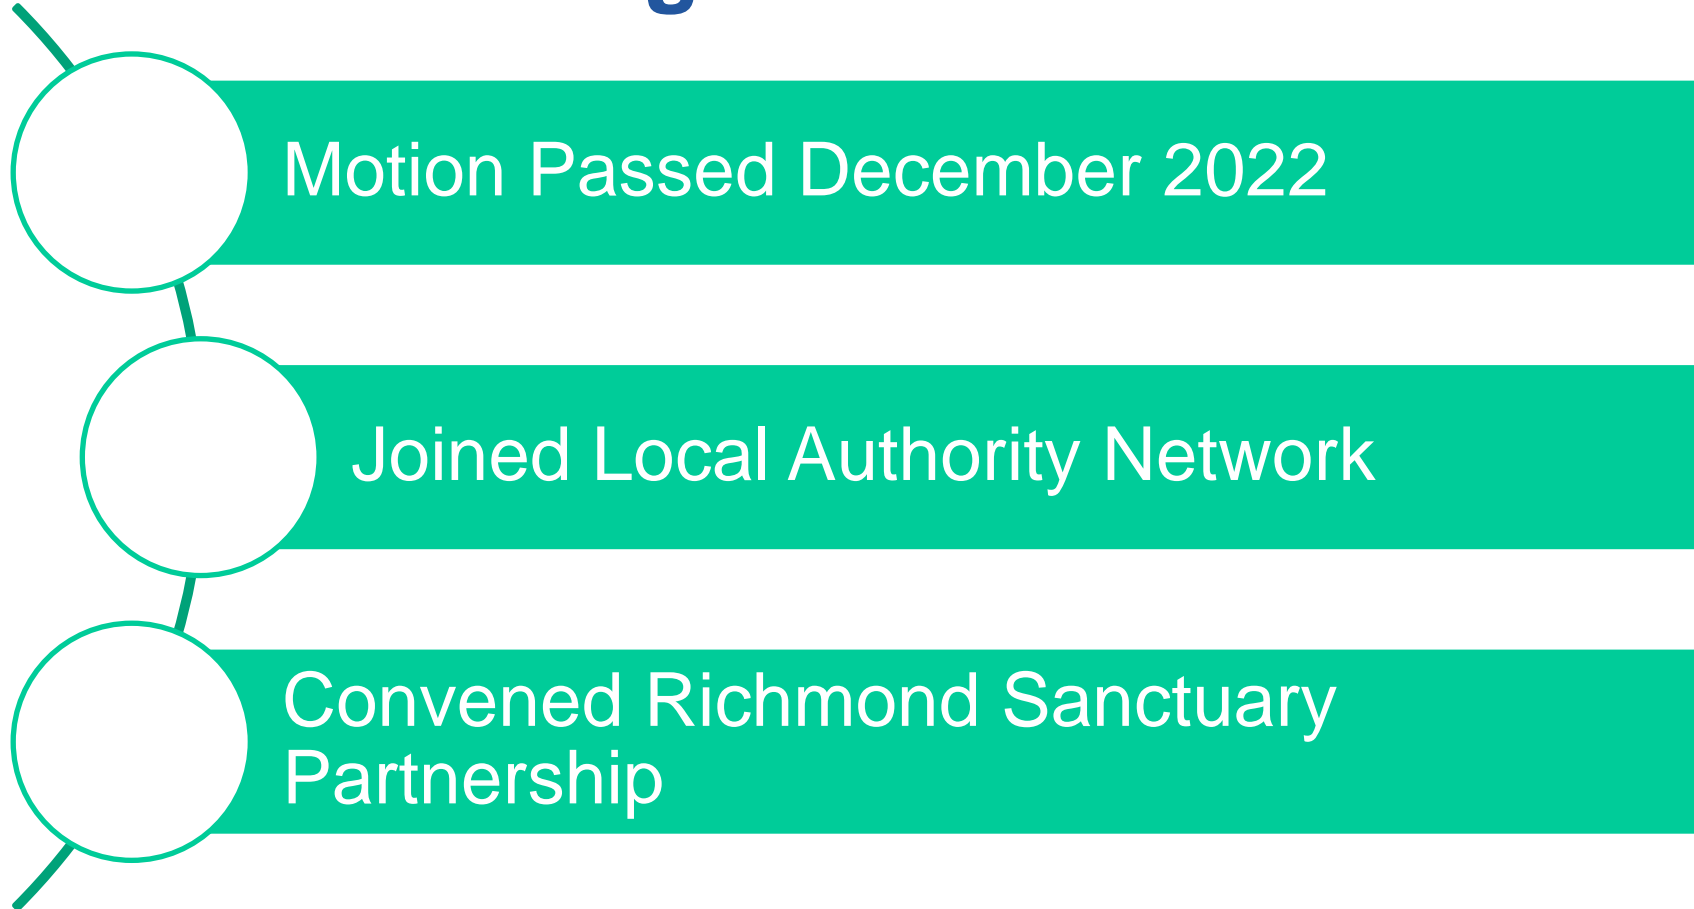 Motion Passed December 2022
Joined Local Authority Network
Convened Richmond Sanctuary
Partnership